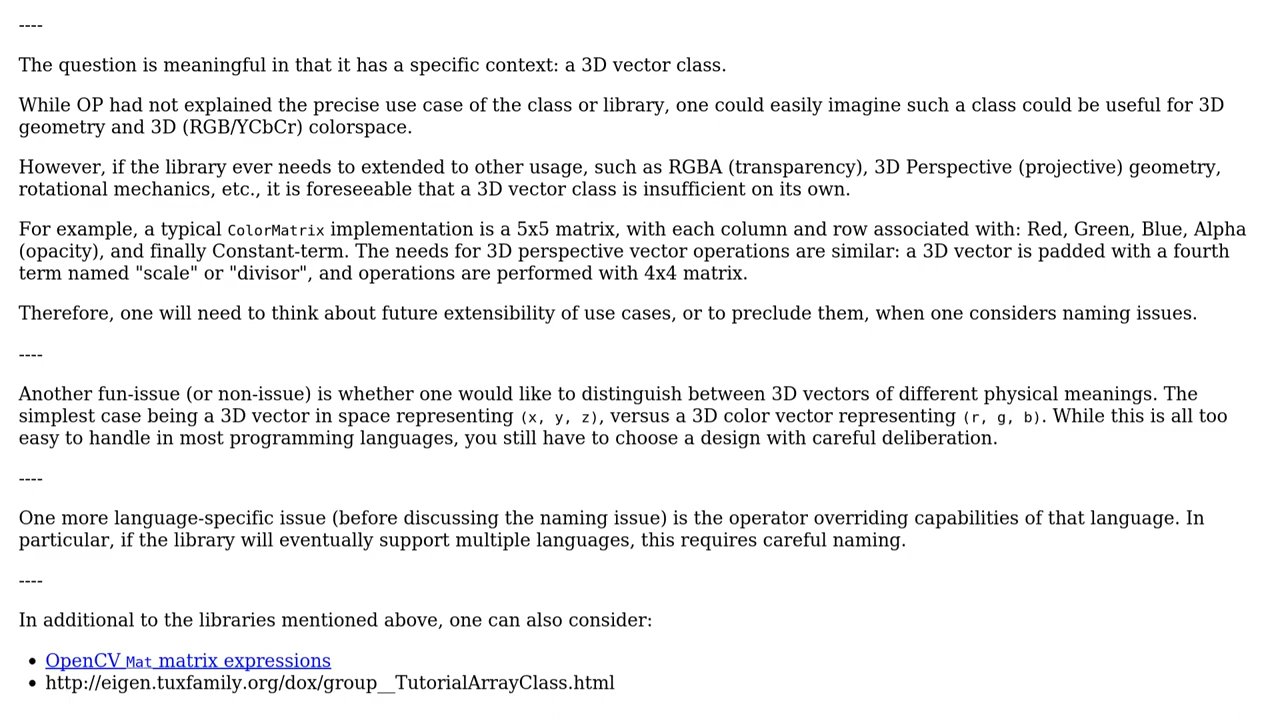 ----
The question is meaningful in that it has a specific context: a 3D vector class.
While OP had not explained the precise use case of the class or library, one could easily imagine such a class could be useful for 3D
geometry and 3D (RGB/YCbCr) colorspace.
However, if the library ever needs to extended to other usage, such as RGBA (transparency), 3D Perspective (projective) geometry,
rotational mechanics, etc., it is foreseeable that a 3D vector class is insufficient on its own.
For example, a typical ColorMatrix implementation is a 5x5 matrix, with each column and row associated with: Red, Green, Blue, Alpha
(opacity), and finally Constant-term. The needs for 3D perspective vector operations are similar: a 3D vector is padded with a fourth
term named "scale" or "divisor", and operations are performed with 4x4 matrix.
Therefore, one will need to think about future extensibility of use cases, or to preclude them, when one considers naming issues.
----
Another fun-issue (or non-issue) is whether one would like to distinguish between 3D vectors of different physical meanings. The
simplest case being a 3D vector in space representing (x, y, z), versus a 3D color vector representing (r, g, b). While this is all too
easy to handle in most programming languages, you still have to choose a design with careful deliberation.
----
One more language-specific issue (before discussing the naming issue) is the operator overriding capabilities of that language. In
particular, if the library will eventually support multiple languages, this requires careful naming.
----
In additional to the libraries mentioned above, one can also consider:
• OpenCV Mat matrix expressions
• http://eigen.tuxfamily.org/dox/group__TutorialArrayClass.html